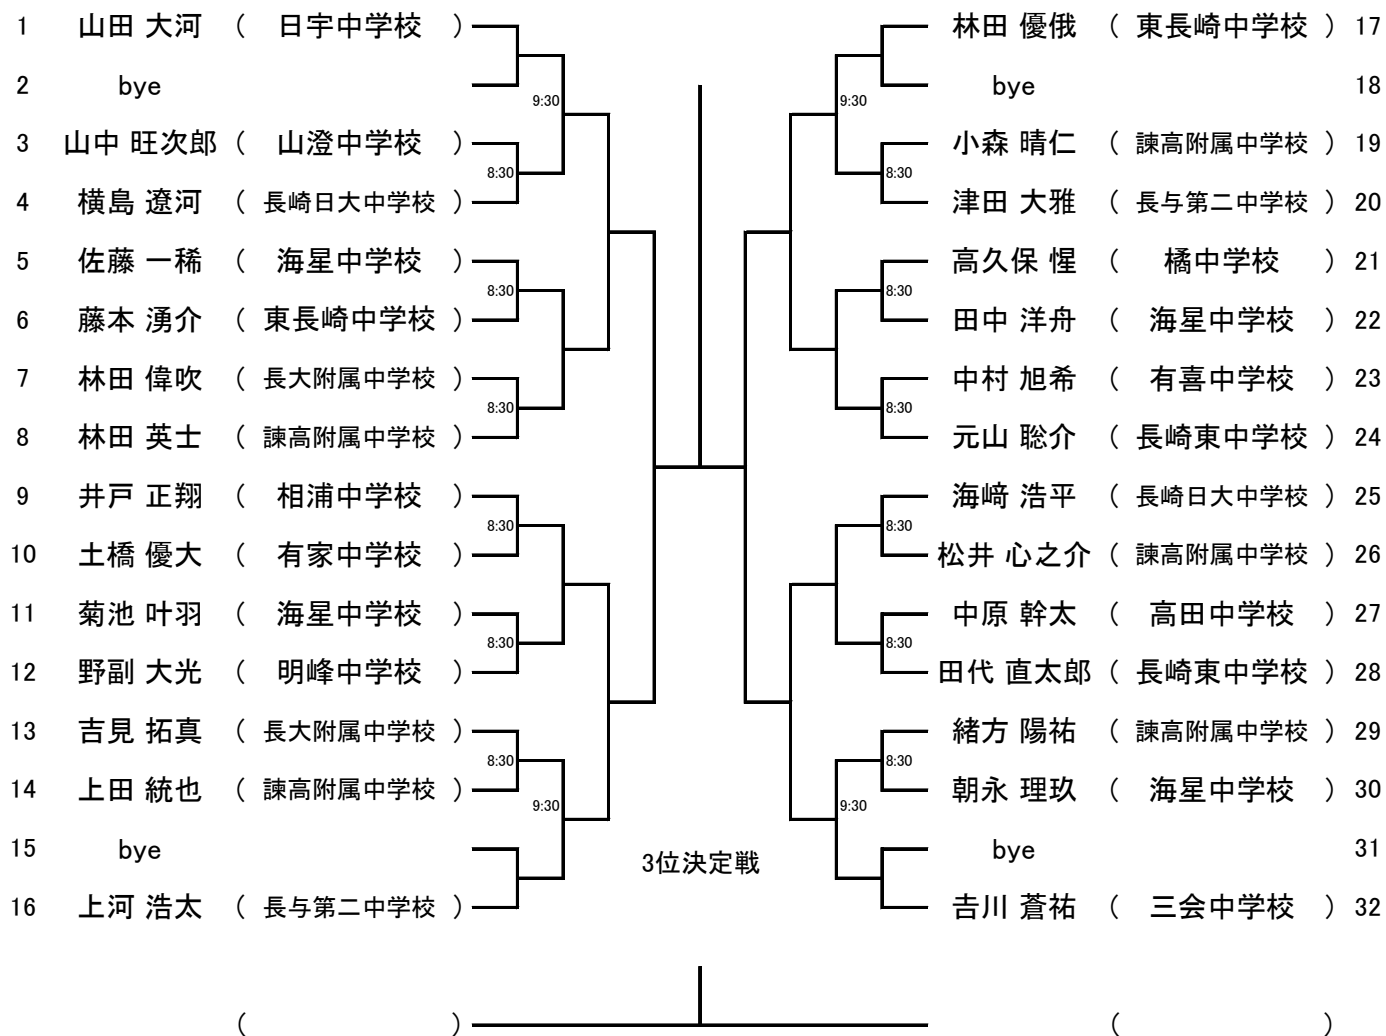 1 山田 大河 ( 日宇中学校 ) 林田 優俄 ( 東長崎中学校 ) 17
2 bye bye 18
9:30 9:30
3 山中 旺次郎 ( 山澄中学校 ) 小森 晴仁 ( 諫高附属中学校 ) 19
8:30 8:30
4 横島 遼河 ( 長崎日大中学校 ) 津田 大雅 ( 長与第二中学校 ) 20
5 佐藤 一稀 ( 海星中学校 ) 高久保 惺 ( 橘中学校 ) 21
8:30 8:30
6 藤本 湧介 ( 東長崎中学校 ) 田中 洋舟 ( 海星中学校 ) 22
7 林田 偉吹 ( 長大附属中学校 ) 中村 旭希 ( 有喜中学校 ) 23
8:30 8:30
8 林田 英士 ( 諫高附属中学校 ) 元山 聡介 ( 長崎東中学校 ) 24
9 井戸 正翔 ( 相浦中学校 ) 海﨑 浩平 ( 長崎日大中学校 ) 25
8:30 8:30
10 土橋 優大 ( 有家中学校 ) 松井 心之介 ( 諫高附属中学校 ) 26
11 菊池 叶羽 ( 海星中学校 ) 中原 幹太 ( 高田中学校 ) 27
8:30 8:30
12 野副 大光 ( 明峰中学校 ) 田代 直太郎 ( 長崎東中学校 ) 28
13 吉見 拓真 ( 長大附属中学校 ) 緒方 陽祐 ( 諫高附属中学校 ) 29
8:30 8:30
14 上田 統也 ( 諫高附属中学校 ) 朝永 理玖 ( 海星中学校 ) 30
9:30 9:30
15 bye bye 31
3位決定戦
16 上河 浩太 ( 長与第二中学校 ) 𠮷川 蒼祐 ( 三会中学校 ) 32
( ) ( )